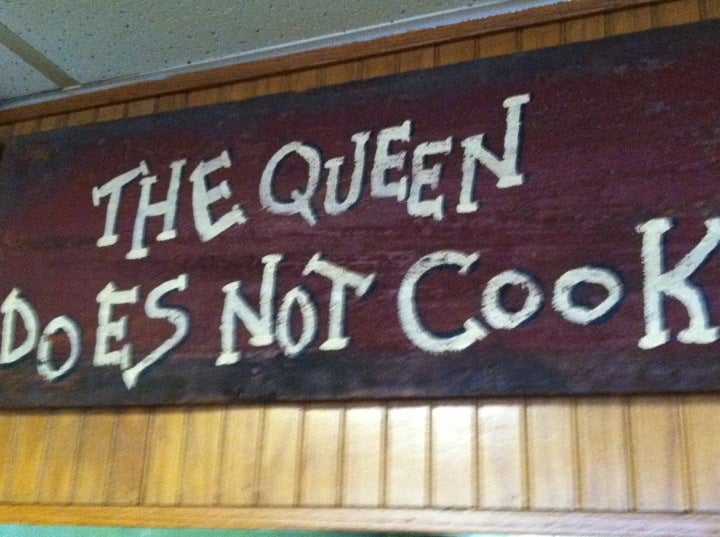 THE QUEEN
DOES NOT COOK